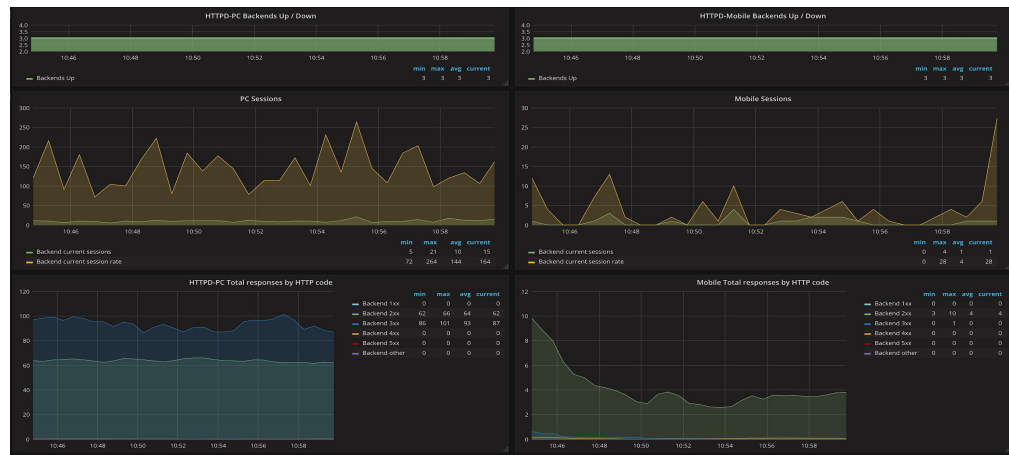 HTTPD-PC Backends Up / Down
4.0
3.5
3.0
2.5
2.0
10:46 10:48 10:50 10:52 10:54 10:56 10:58
min max avg current
Backends Up 3 3 3 3
HTTPD-Mobile Backends Up / Down
4.0
3.5
3.0
2.5
2.0
10:46 10:48 10:50 10:52 10:54 10:56 10:58
min max avg current
Backends Up 3 3 3 3
PC Sessions
300
250
200
150
100
50
0
10:46 10:48 10:50 10:52 10:54 10:56 10:58
min max avg current
Backend current sessions 5 21 10 15
Backend current session rate 72 264 144 164
Mobile Sessions
30
25
20
15
10
5
0
10:46 10:48 10:50 10:52 10:54 10:56 10:58
min max avg current
Backend current sessions 0 4 1 1
Backend current session rate 0 28 4 28
HTTPD-PC Total responses by HTTP code
120
100
80
60
40
20
0
10:46 10:48 10:50 10:52 10:54 10:56 10:58
min max avg current
Backend 1xx 0 0 0 0
Backend 2xx 62 66 64 62
Backend 3xx 86 101 93 87
Backend 4xx 0 0 0 0
Backend 5xx 0 0 0 0
Backend other 0 0 0 0
Mobile Total responses by HTTP code
12
10
8
6
4
2
0
10:46 10:48 10:50 10:52 10:54 10:56 10:58
min max avg current
Backend 1xx 0 0 0 0
Backend 2xx 3 10 4 4
Backend 3xx 0 1 0 0
Backend 4xx 0 0 0 0
Backend 5xx 0 0 0 0
Backend other 0 0 0 0